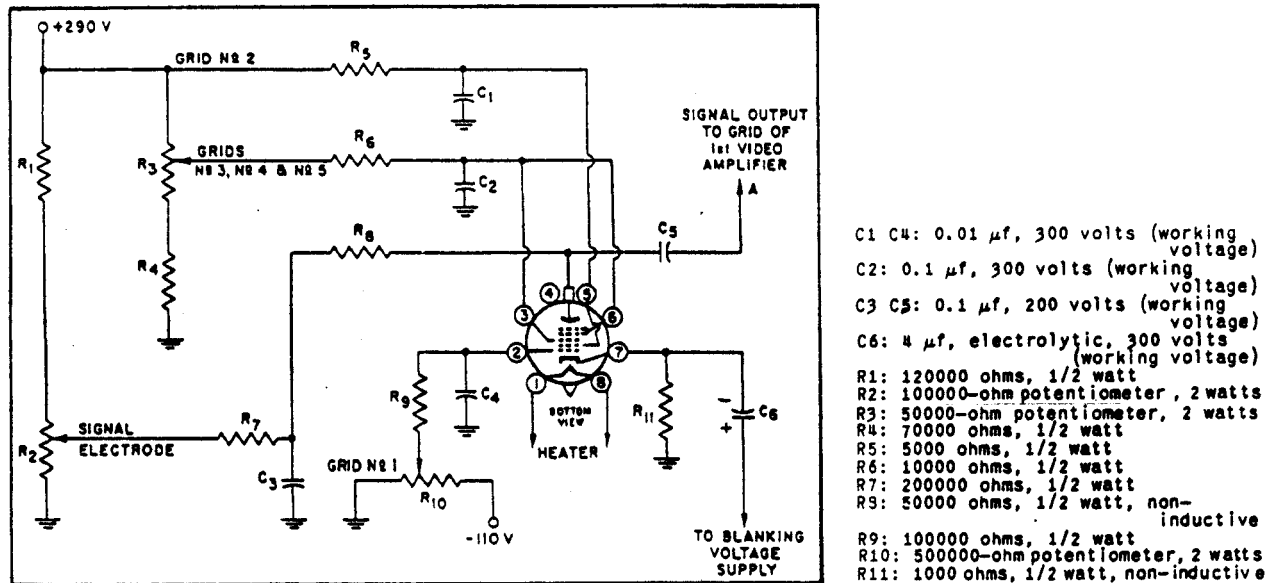 +290 V
GRID Nº 2
R5
C1
R1
R3
GRIDS
Nº 3, Nº 4 & Nº 5
R6
C2
SIGNAL OUTPUT
TO GRID OF
1st VIDEO
AMPLIFIER
A
R4
R8
C5
4
5
3
6
2
7
1
8
BOTTOM
VIEW
HEATER
R9
C4
R11
-
+
C6
R2
SIGNAL
ELECTRODE
R7
C3
GRID Nº 1
R10
-110 V
TO BLANKING
VOLTAGE
SUPPLY
C1 C4: 0.01 µf, 300 volts (working
voltage)
C2: 0.1 µf, 300 volts (working
voltage)
C3 C5: 0.1 µf, 200 volts (working
voltage)
C6: 4 µf, electrolytic, 300 volts
(working voltage)
R1: 120000 ohms, 1/2 watt
R2: 100000-ohm potentiometer, 2 watts
R3: 50000-ohm potentiometer, 2 watts
R4: 70000 ohms, 1/2 watt
R5: 5000 ohms, 1/2 watt
R6: 10000 ohms, 1/2 watt
R7: 200000 ohms, 1/2 watt
R8: 50000 ohms, 1/2 watt, non-
inductive
R9: 100000 ohms, 1/2 watt
R10: 500000-ohm potentiometer, 2 watts
R11: 1000 ohms, 1/2 watt, non-inductive